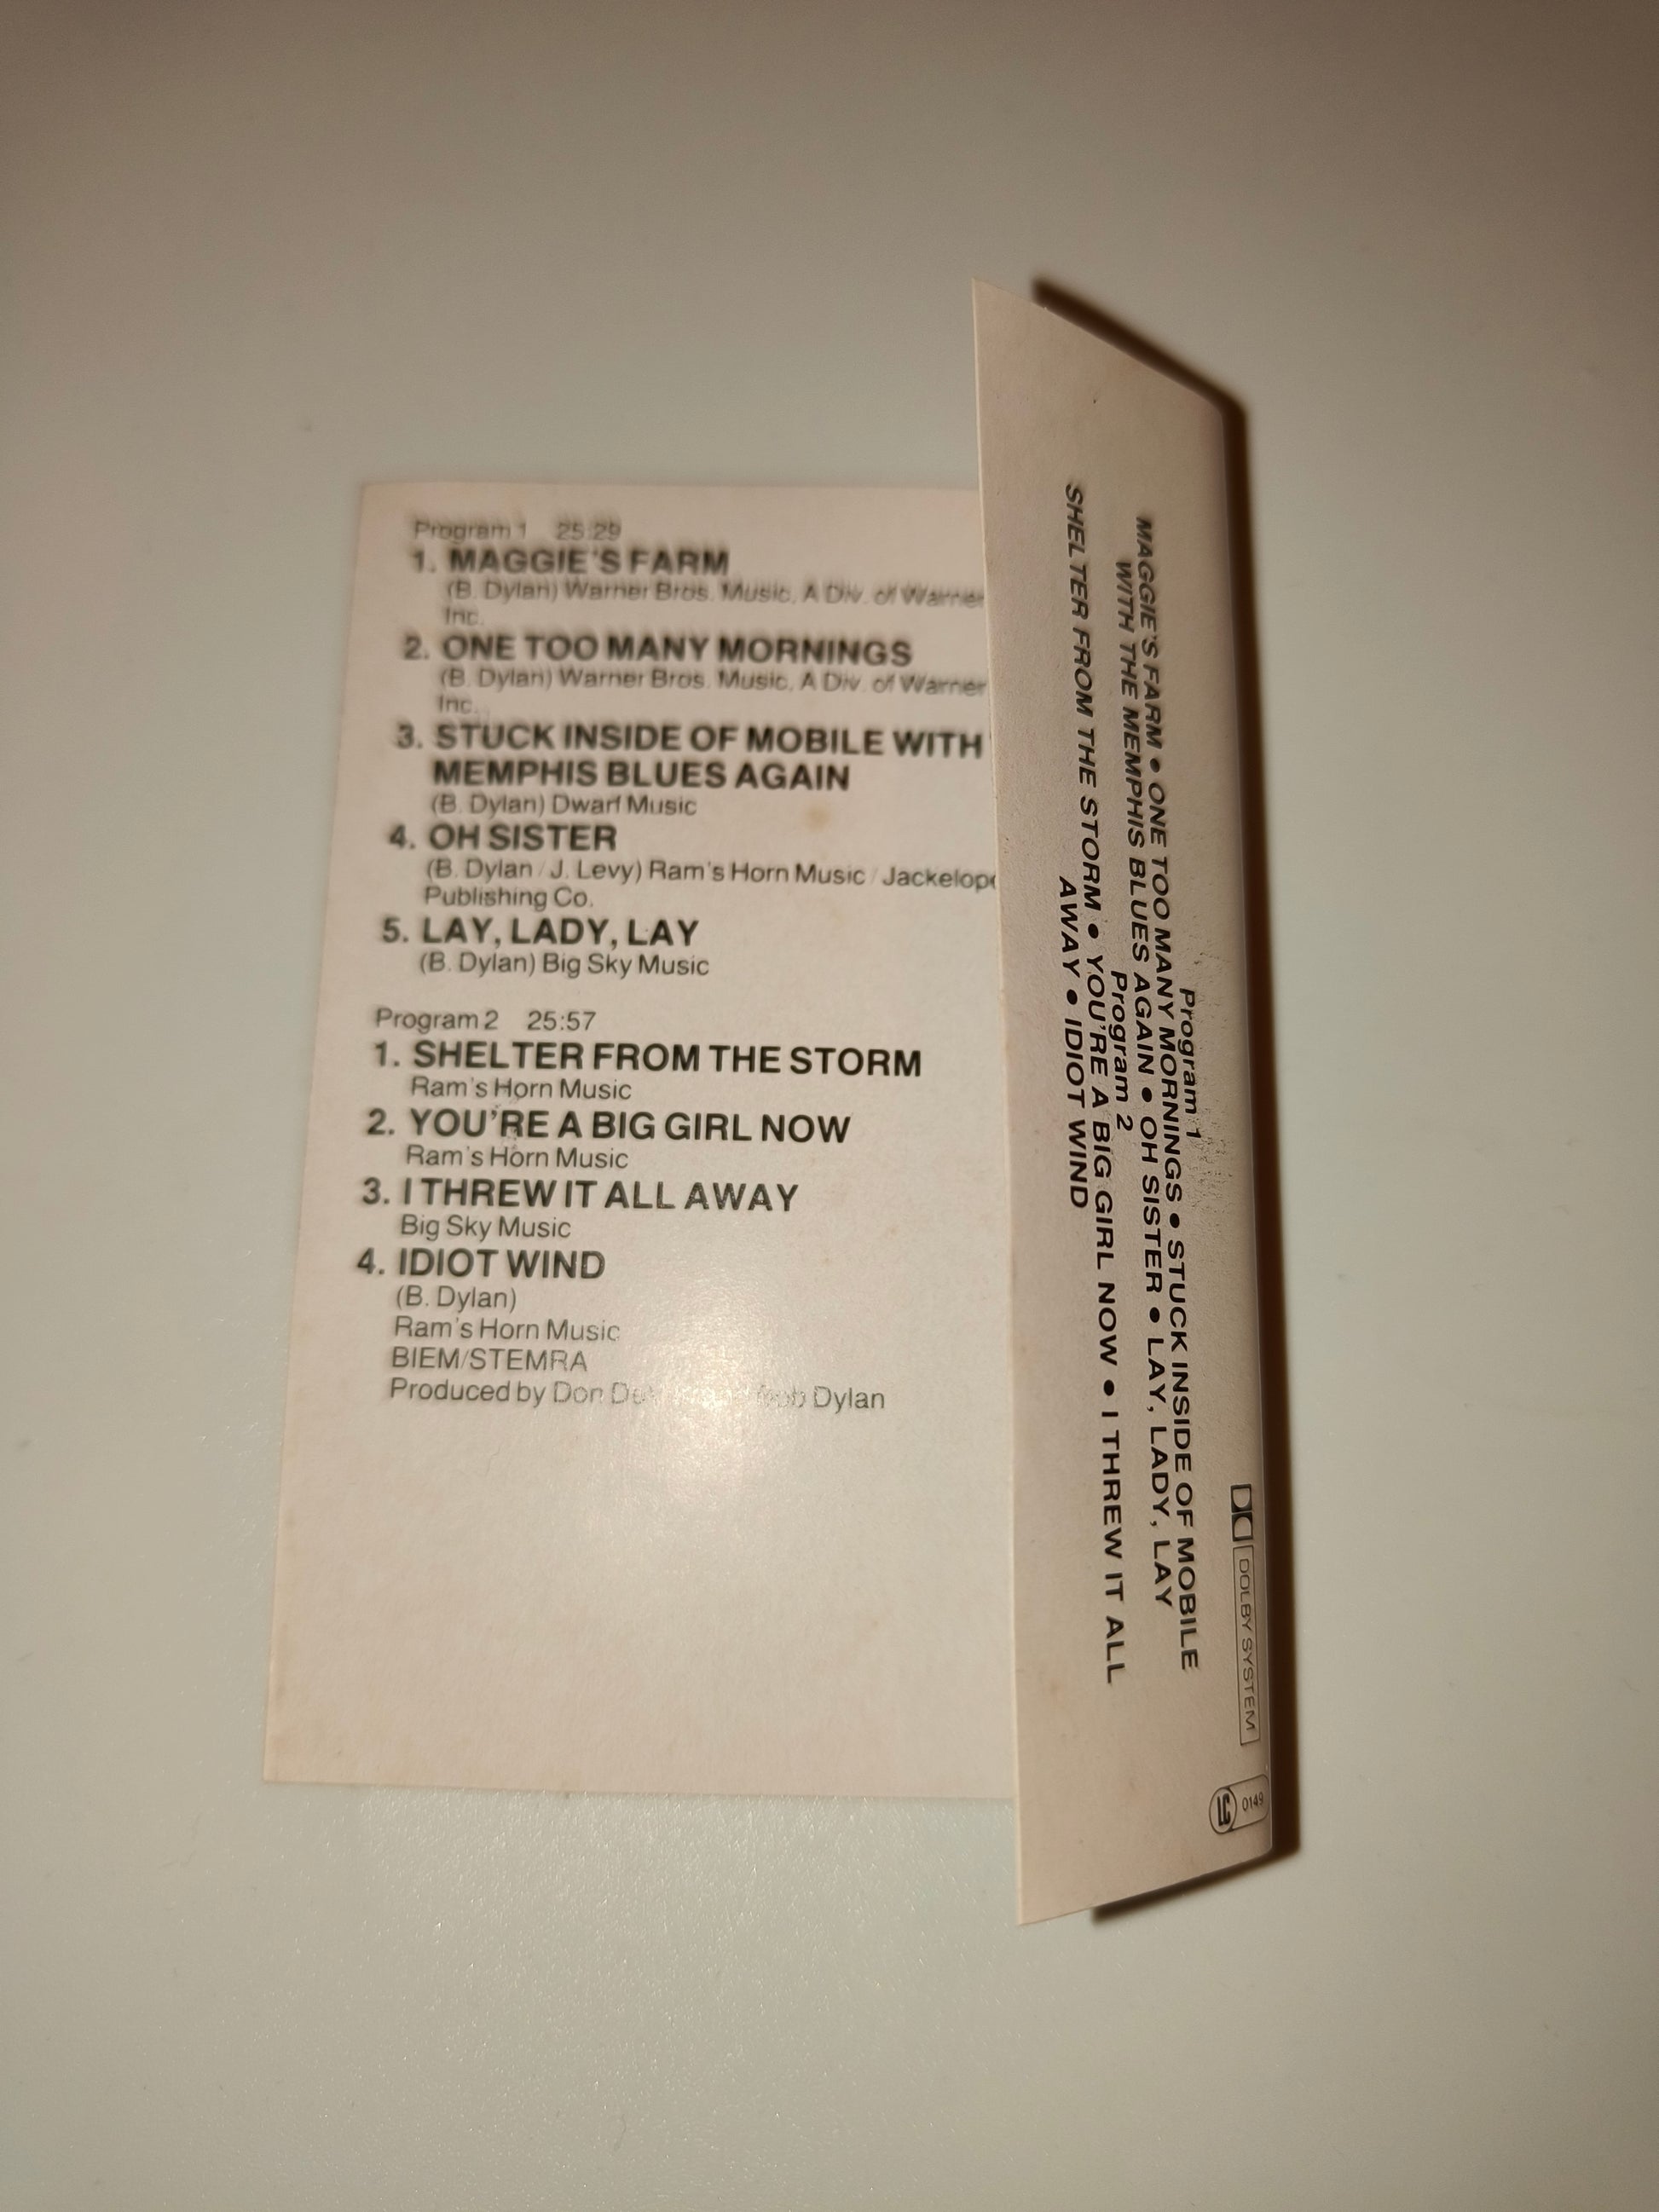 Program 1 25:29
1. MAGGIE'S FARM
(B. Dylan) Warner Bros. Music, A Div. of Warner
Inc.
2. ONE TOO MANY MORNINGS
(B. Dylan) Warner Bros. Music, A Div. of Warner
Inc.
3. STUCK INSIDE OF MOBILE WITH
MEMPHIS BLUES AGAIN
(B. Dylan) Dwarf Music
4. OH SISTER
(B. Dylan / J. Levy) Ram's Horn Music / Jackelope
Publishing Co.
5. LAY, LADY, LAY
(B. Dylan) Big Sky Music
Program 2 25:57
1. SHELTER FROM THE STORM
Ram's Horn Music
2. YOU'RE A BIG GIRL NOW
Ram's Horn Music
3. I THREW IT ALL AWAY
Big Sky Music
4. IDIOT WIND
(B. Dylan)
Ram's Horn Music
BIEM/STEMRA
Produced by Don Bob Dylan
Program 1
MAGGIE'S FARM • ONE TOO MANY MORNINGS • STUCK INSIDE OF MOBILE
WITH THE MEMPHIS BLUES AGAIN • OH SISTER • LAY, LADY, LAY
Program 2
SHELTER FROM THE STORM • YOU'RE A BIG GIRL NOW • I THREW IT ALL
AWAY • IDIOT WIND
DOLBY SYSTEM
LG 0149